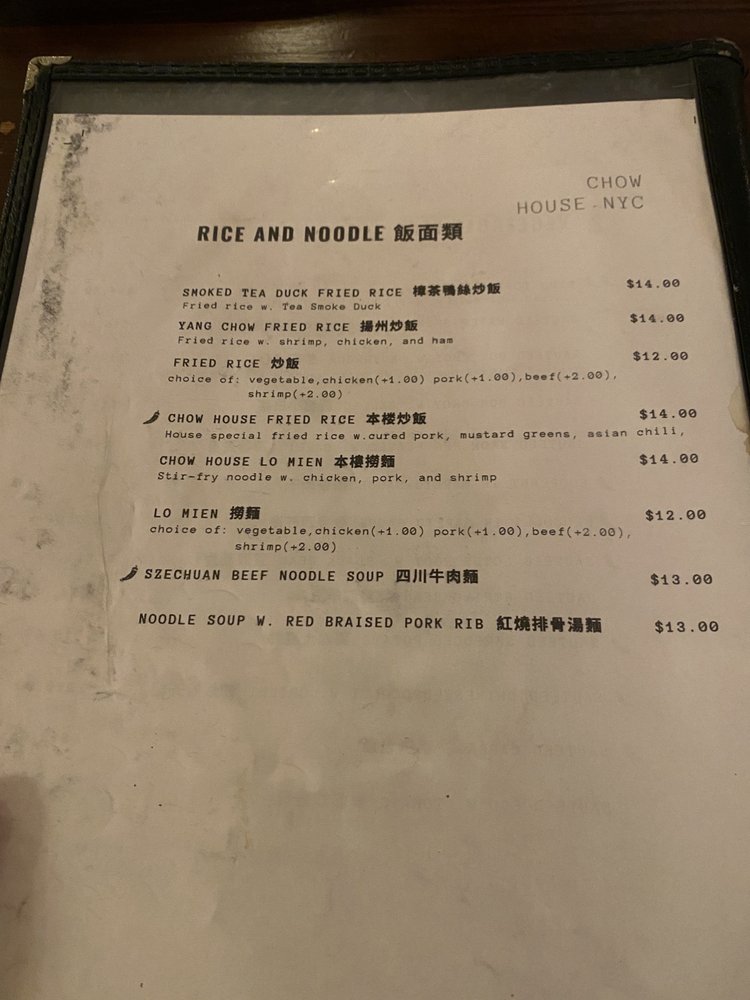 CHOW
HOUSE NYC
RICE AND NOODLE 飯面類
SMOKED TEA DUCK FRIED RICE 樟茶鴨絲炒飯 $14.00
Fried rice w. Tea Smoke Duck
YANG CHOW FRIED RICE 揚州炒飯 $14.00
Fried rice w. shrimp, chicken, and ham
FRIED RICE 炒飯 $12.00
choice of: vegetable,chicken(+1.00) pork(+1.00),beef(+2.00),
shrimp(+2.00)
CHOW HOUSE FRIED RICE 本楼炒飯 $14.00
House special fried rice w.cured pork, mustard greens, asian chili,
CHOW HOUSE LO MIEN 本樓撈麵 $14.00
Stir-fry noodle w. chicken, pork, and shrimp
LO MIEN 撈麵 $12.00
choice of: vegetable,chicken(+1.00) pork(+1.00),beef(+2.00),
shrimp(+2.00)
SZECHUAN BEEF NOODLE SOUP 四川牛肉麵 $13.00
NOODLE SOUP W. RED BRAISED PORK RIB 紅燒排骨湯麵 $13.00